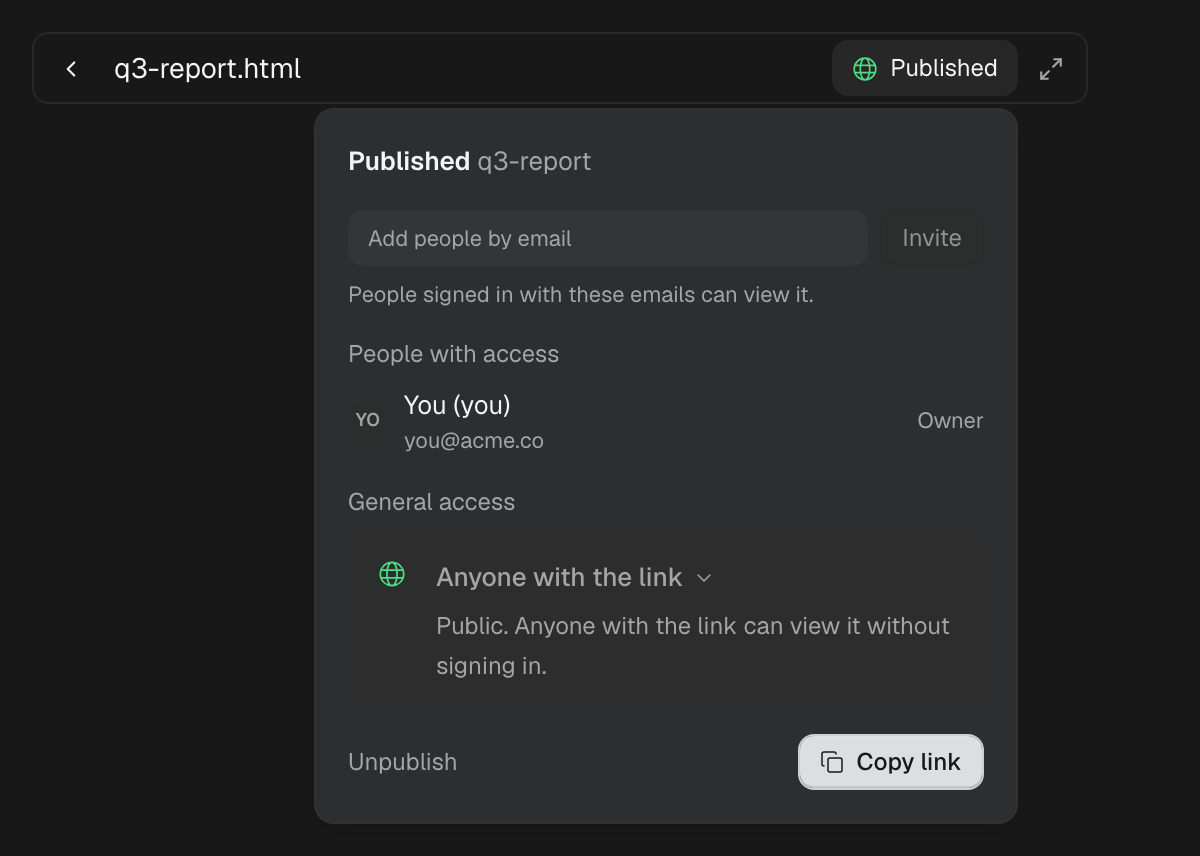 q3-report.html
Published
Published q3-report
Add people by email
Invite
People signed in with these emails can view it.
People with access
YO
You (you)
you@acme.co
Owner
General access
Anyone with the link
Public. Anyone with the link can view it without
signing in.
Unpublish
Copy link